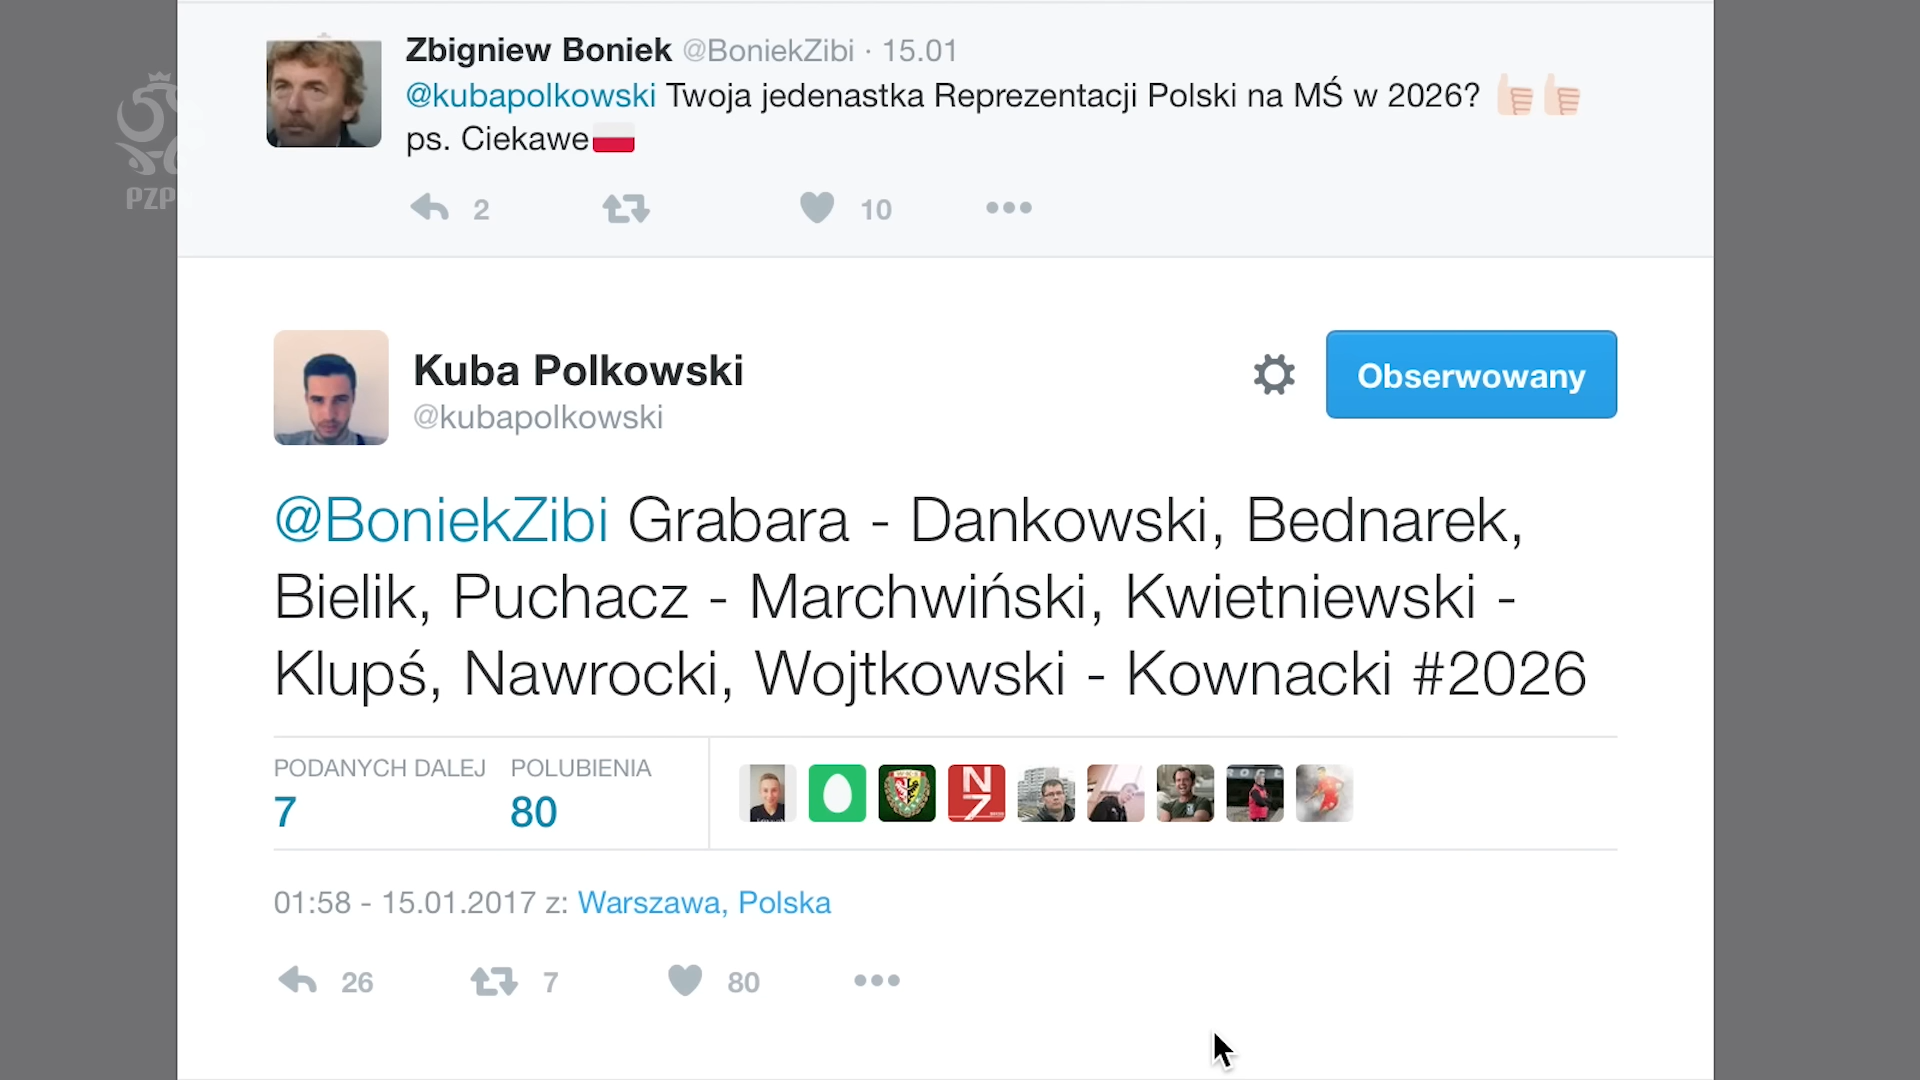 Zbigniew Boniek @BoniekZibi · 15.01
@kubapolkowski Twoja jedenastka Reprezentacji Polski na MŚ w 2026? 👍👍
ps. Ciekawe🇵🇱
PZP
2 10
Kuba Polkowski
@kubapolkowski
Obserwowany
@BoniekZibi Grabara - Dankowski, Bednarek,
Bielik, Puchacz - Marchwiński, Kwietniewski -
Klupś, Nawrocki, Wojtkowski - Kownacki #2026
PODANYCH DALEJ POLUBIENIA
7 80
N
7
01:58 - 15.01.2017 z: Warszawa, Polska
26 7 80